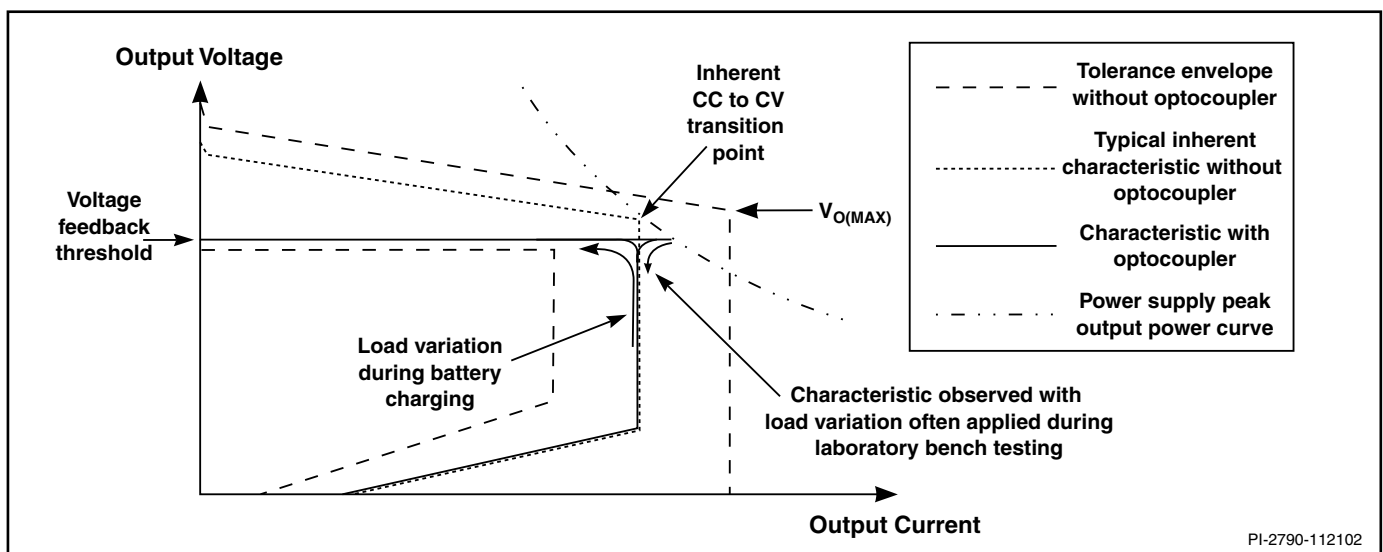 Output Voltage
Inherent
CC to CV
transition
point
Tolerance envelope
without optocoupler
Typical inherent
characteristic without
optocoupler
Characteristic with
optocoupler
Power supply peak
output power curve
Voltage
feedback
threshold
V_O(MAX)
Load variation
during battery
charging
Characteristic observed with
load variation often applied during
laboratory bench testing
Output Current
PI-2790-112102